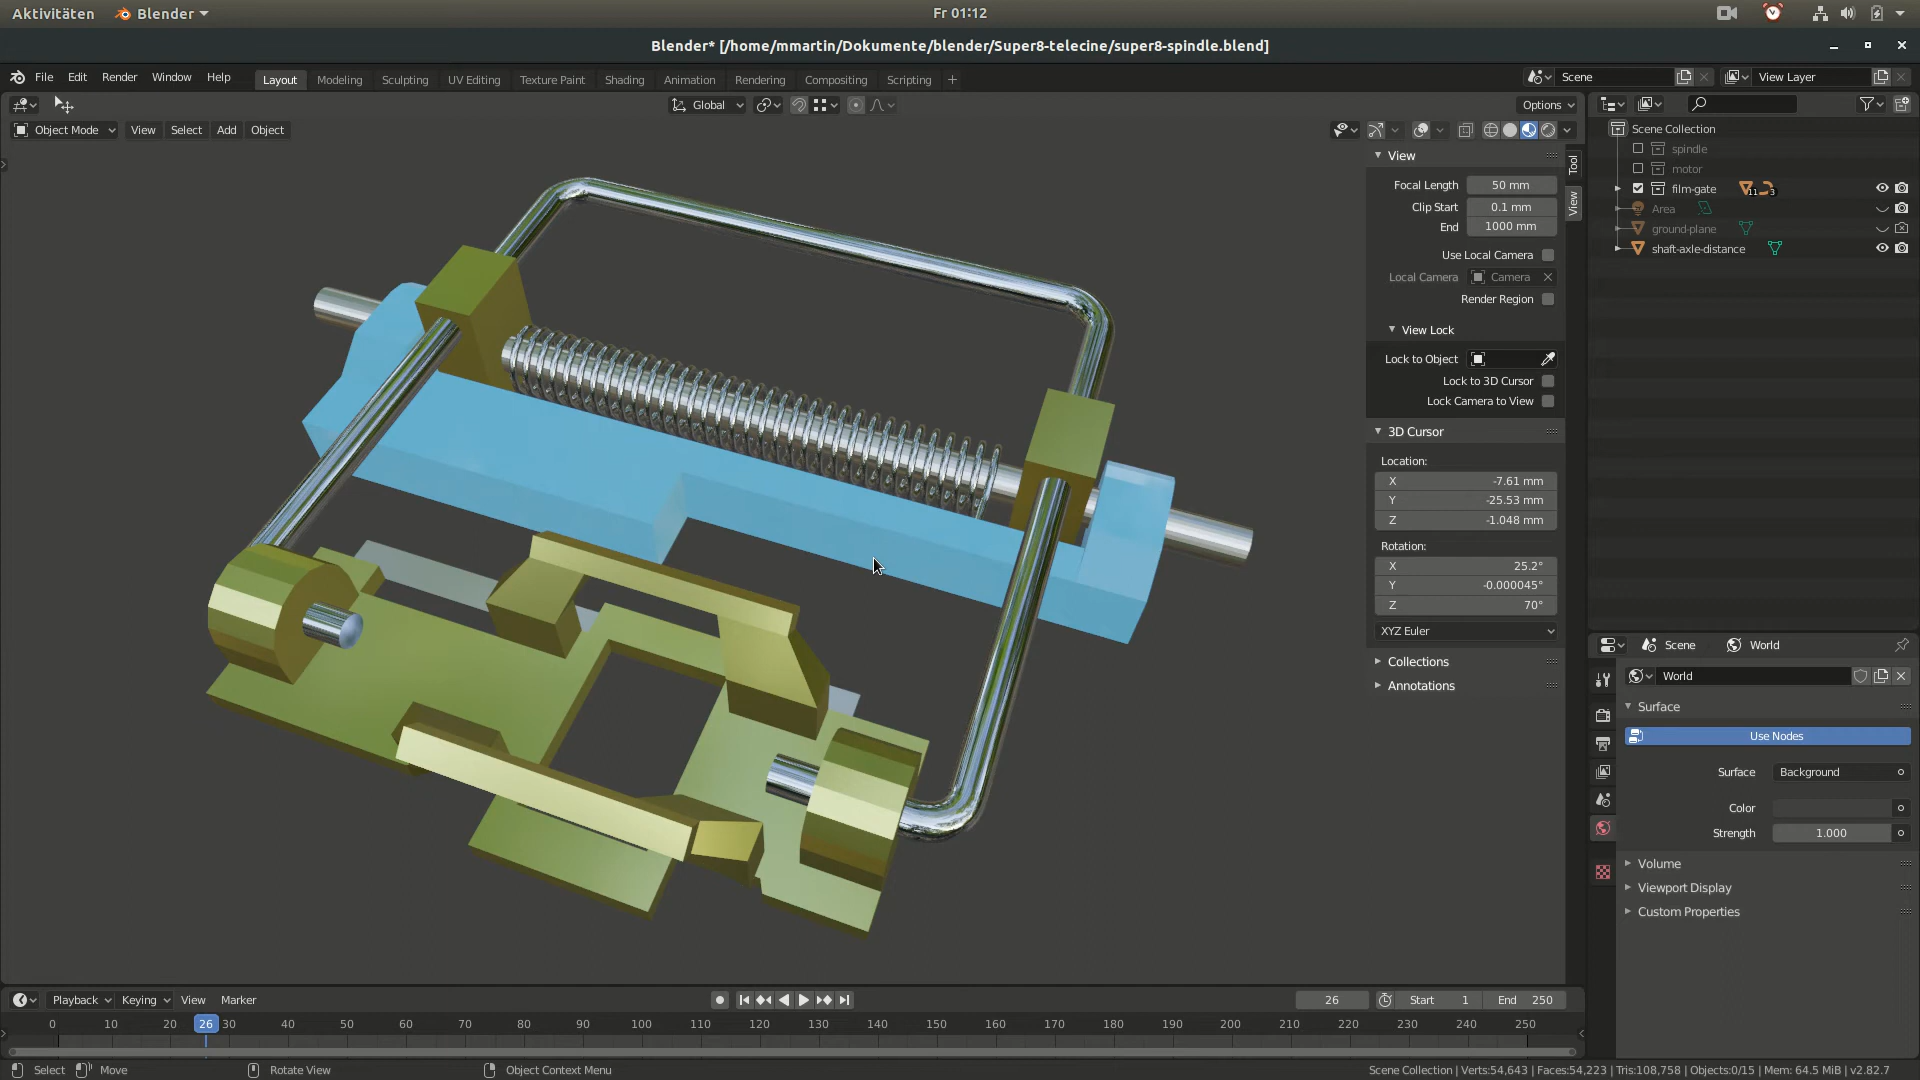 Aktivitäten Blender Fr 01:12
Blender* [/home/mmartin/Dokumente/blender/Super8-telecine/super8-spindle.blend]
File Edit Render Window Help Layout Modeling Sculpting UV Editing Texture Paint Shading Animation Rendering Compositing Scripting + Scene View Layer
Global Options
Object Mode View Select Add Object
Scene Collection
spindle
motor
film-gate 11 3
Area
ground-plane
shaft-axle-distance
View
Focal Length 50 mm
Clip Start 0.1 mm
End 1000 mm
Use Local Camera
Local Camera Camera
Render Region
View Lock
Lock to Object
Lock to 3D Cursor
Lock Camera to View
3D Cursor
Location:
X -7.61 mm
Y -25.53 mm
Z -1.048 mm
Rotation:
X 25.2°
Y -0.000045°
Z 70°
XYZ Euler
Collections
Annotations
Tool
View
Scene World
World
Surface
Use Nodes
Surface Background
Color
Strength 1.000
Volume
Viewport Display
Custom Properties
Playback Keying View Marker 26 Start 1 End 250
0 10 20 26 30 40 50 60 70 80 90 100 110 120 130 140 150 160 170 180 190 200 210 220 230 240 250
Select Move Rotate View Object Context Menu Scene Collection | Verts:54,643 | Faces:54,223 | Tris:108,758 | Objects:0/15 | Mem: 64.5 MiB | v2.82.7